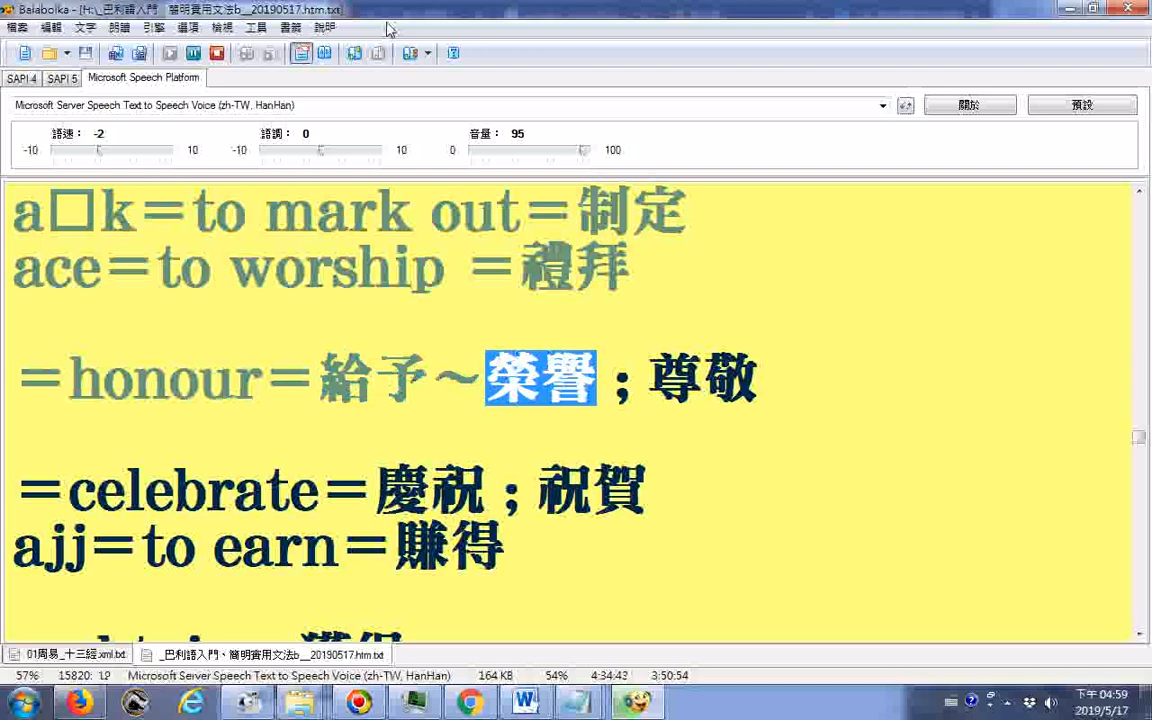 Balabolka - [H:\_巴利語入門、簡明實用文法b__20190517.htm.txt]
檔案 編輯 文字 朗讀 引擎 選項 檢視 工具 書籤 說明
SAPI 4 SAPI 5 Microsoft Speech Platform
Microsoft Server Speech Text to Speech Voice (zh-TW, HanHan) 關於 預設
語速： -2 語調： 0 音量： 95
-10 10 -10 10 0 100
a□k＝to mark out＝制定
ace＝to worship ＝禮拜
＝honour＝給予～榮譽；尊敬
＝celebrate＝慶祝；祝賀
ajj＝to earn＝賺得
01周易_十三經.xml.txt _巴利語入門、簡明實用文法b__20190517.htm.txt
57% 15820: 12 Microsoft Server Speech Text to Speech Voice (zh-TW, HanHan) 164 KB 54% 4:34:43 3:50:54
下午 04:59
2019/5/17